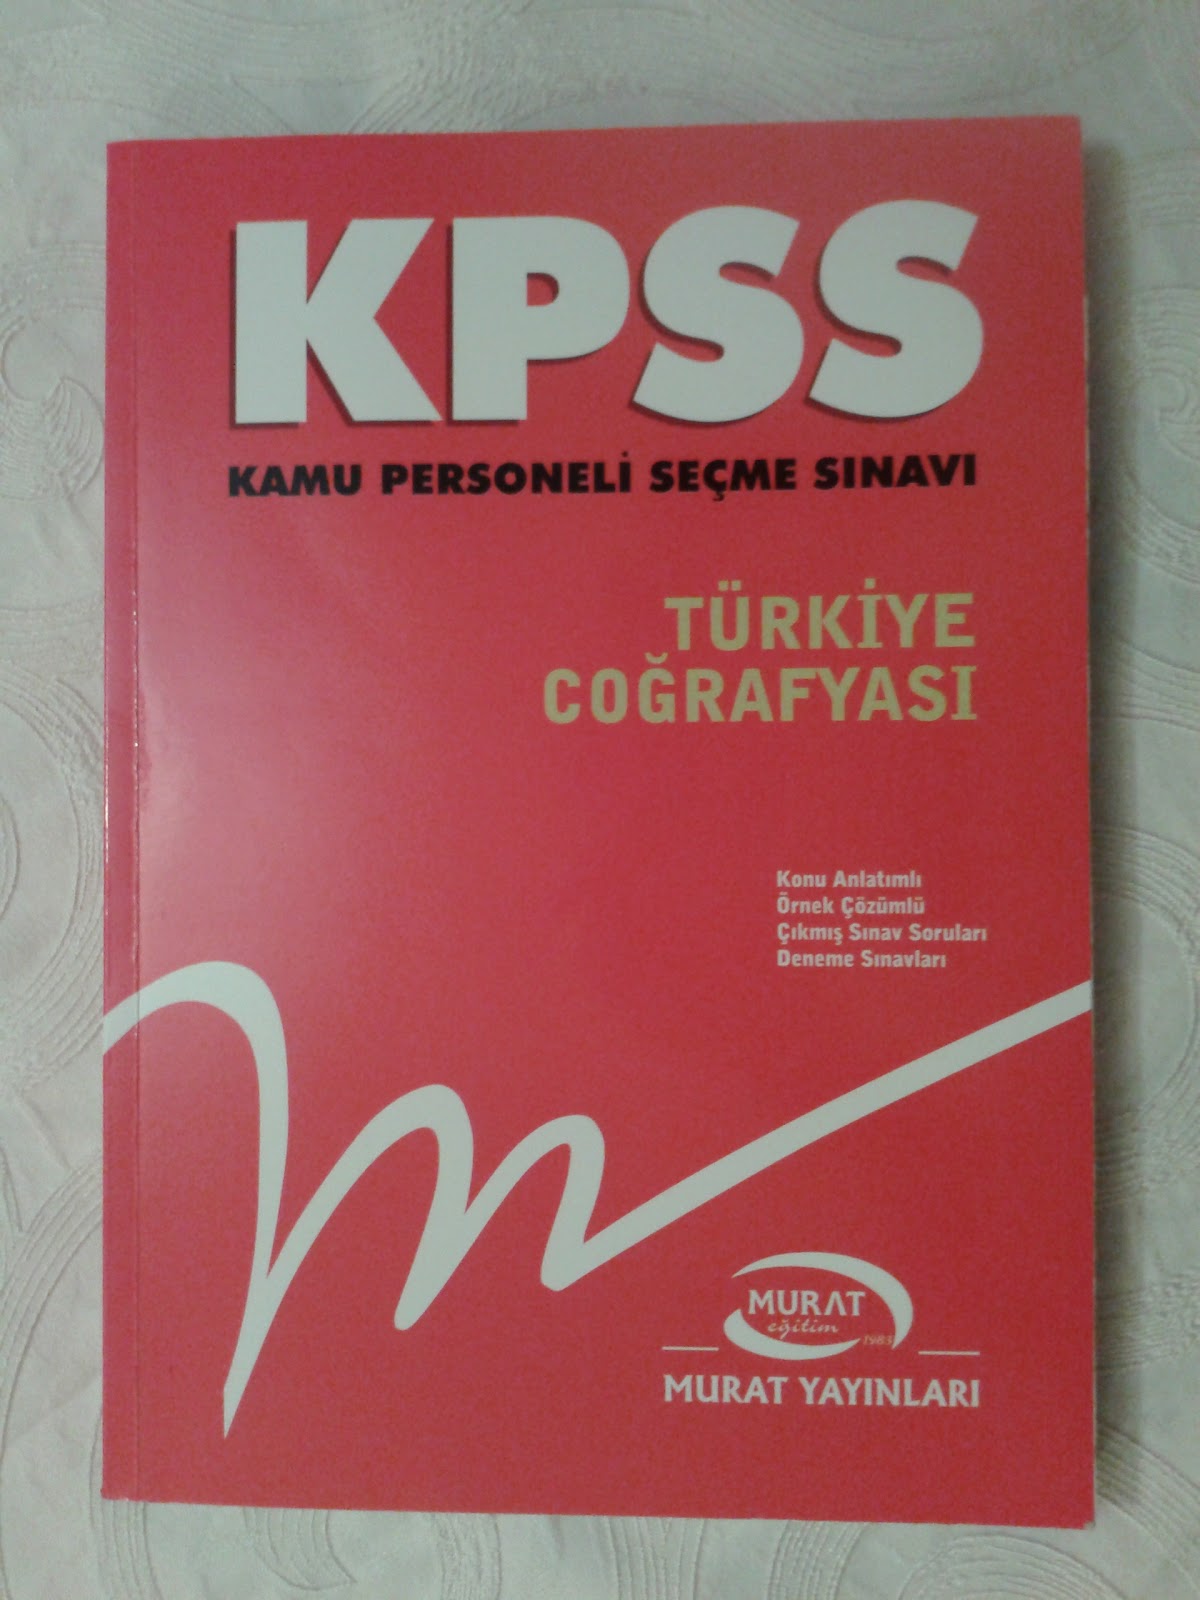 KPSS
KAMU PERSONELİ SEÇME SINAVI
TÜRKİYE
COĞRAFYASI
Konu Anlatımlı
Örnek Çözümlü
Çıkmış Sınav Soruları
Deneme Sınavları
MURAT
eğitim
1983
MURAT YAYINLARI